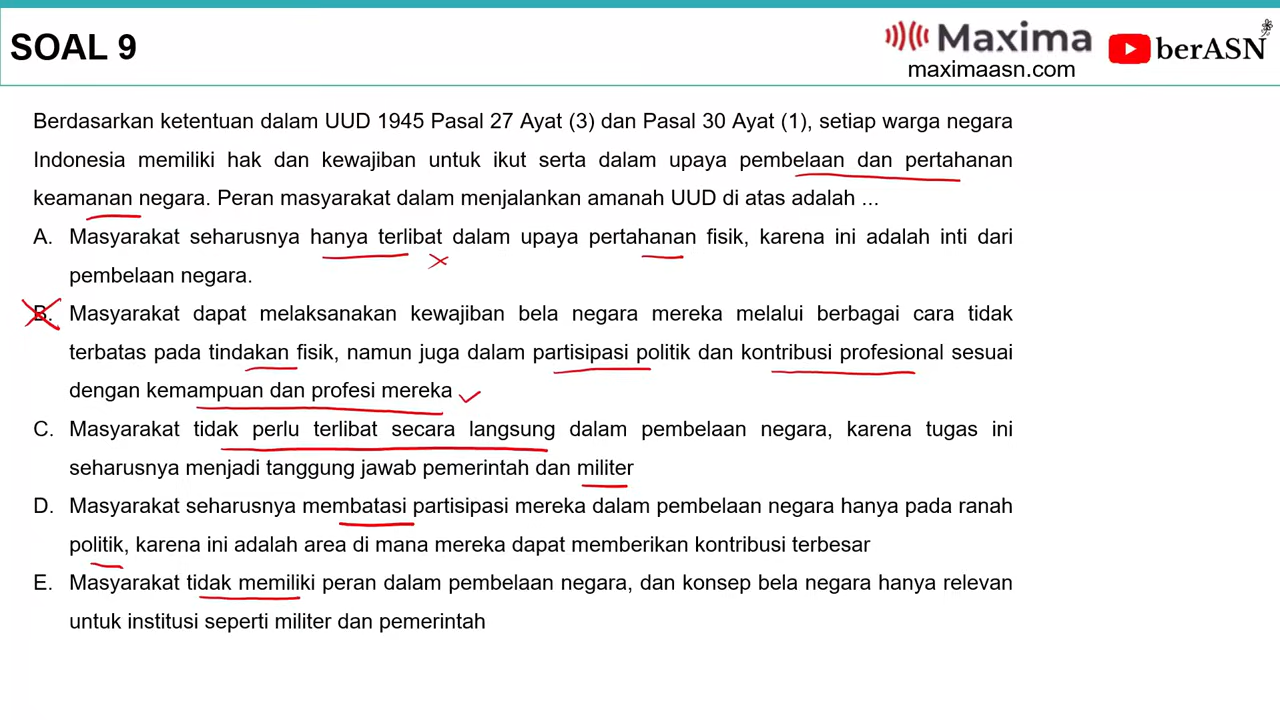 SOAL 9
Maxima
maximaasn.com
berASN
Berdasarkan ketentuan dalam UUD 1945 Pasal 27 Ayat (3) dan Pasal 30 Ayat (1), setiap warga negara
Indonesia memiliki hak dan kewajiban untuk ikut serta dalam upaya pembelaan dan pertahanan
keamanan negara. Peran masyarakat dalam menjalankan amanah UUD di atas adalah ...
A. Masyarakat seharusnya hanya terlibat dalam upaya pertahanan fisik, karena ini adalah inti dari
pembelaan negara.
B. Masyarakat dapat melaksanakan kewajiban bela negara mereka melalui berbagai cara tidak
terbatas pada tindakan fisik, namun juga dalam partisipasi politik dan kontribusi profesional sesuai
dengan kemampuan dan profesi mereka
C. Masyarakat tidak perlu terlibat secara langsung dalam pembelaan negara, karena tugas ini
seharusnya menjadi tanggung jawab pemerintah dan militer
D. Masyarakat seharusnya membatasi partisipasi mereka dalam pembelaan negara hanya pada ranah
politik, karena ini adalah area di mana mereka dapat memberikan kontribusi terbesar
E. Masyarakat tidak memiliki peran dalam pembelaan negara, dan konsep bela negara hanya relevan
untuk institusi seperti militer dan pemerintah